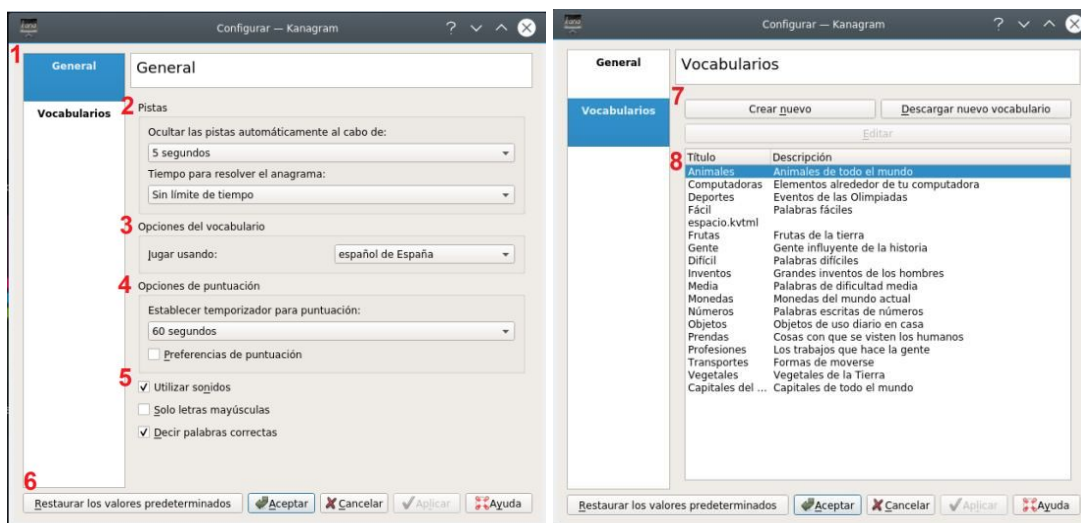 Configurar — Kanagram
1
General
General
Vocabularios
2 Pistas
Ocultar las pistas automáticamente al cabo de:
5 segundos
Tiempo para resolver el anagrama:
Sin límite de tiempo
3 Opciones del vocabulario
Jugar usando: español de España
4 Opciones de puntuación
Establecer temporizador para puntuación:
60 segundos
Preferencias de puntuación
5 Utilizar sonidos
Solo letras mayúsculas
Decir palabras correctas
6
Restaurar los valores predeterminados Aceptar Cancelar Aplicar Ayuda
Configurar — Kanagram
General
Vocabularios
Vocabularios
7
Crear nuevo Descargar nuevo vocabulario
Editar
8 Título Descripción
Animales Animales de todo el mundo
Computadoras Elementos alrededor de tu computadora
Deportes Eventos de las Olimpiadas
Fácil Palabras fáciles
espacio.kvtml
Frutas Frutas de la tierra
Gente Gente influyente de la historia
Difícil Palabras difíciles
Inventos Grandes inventos de los hombres
Media Palabras de dificultad media
Monedas Monedas del mundo actual
Números Palabras escritas de números
Objetos Objetos de uso diario en casa
Prendas Cosas con que se visten los humanos
Profesiones Los trabajos que hace la gente
Transportes Formas de moverse
Vegetales Vegetales de la Tierra
Capitales del ... Capitales de todo el mundo
Restaurar los valores predeterminados Aceptar Cancelar Aplicar Ayuda